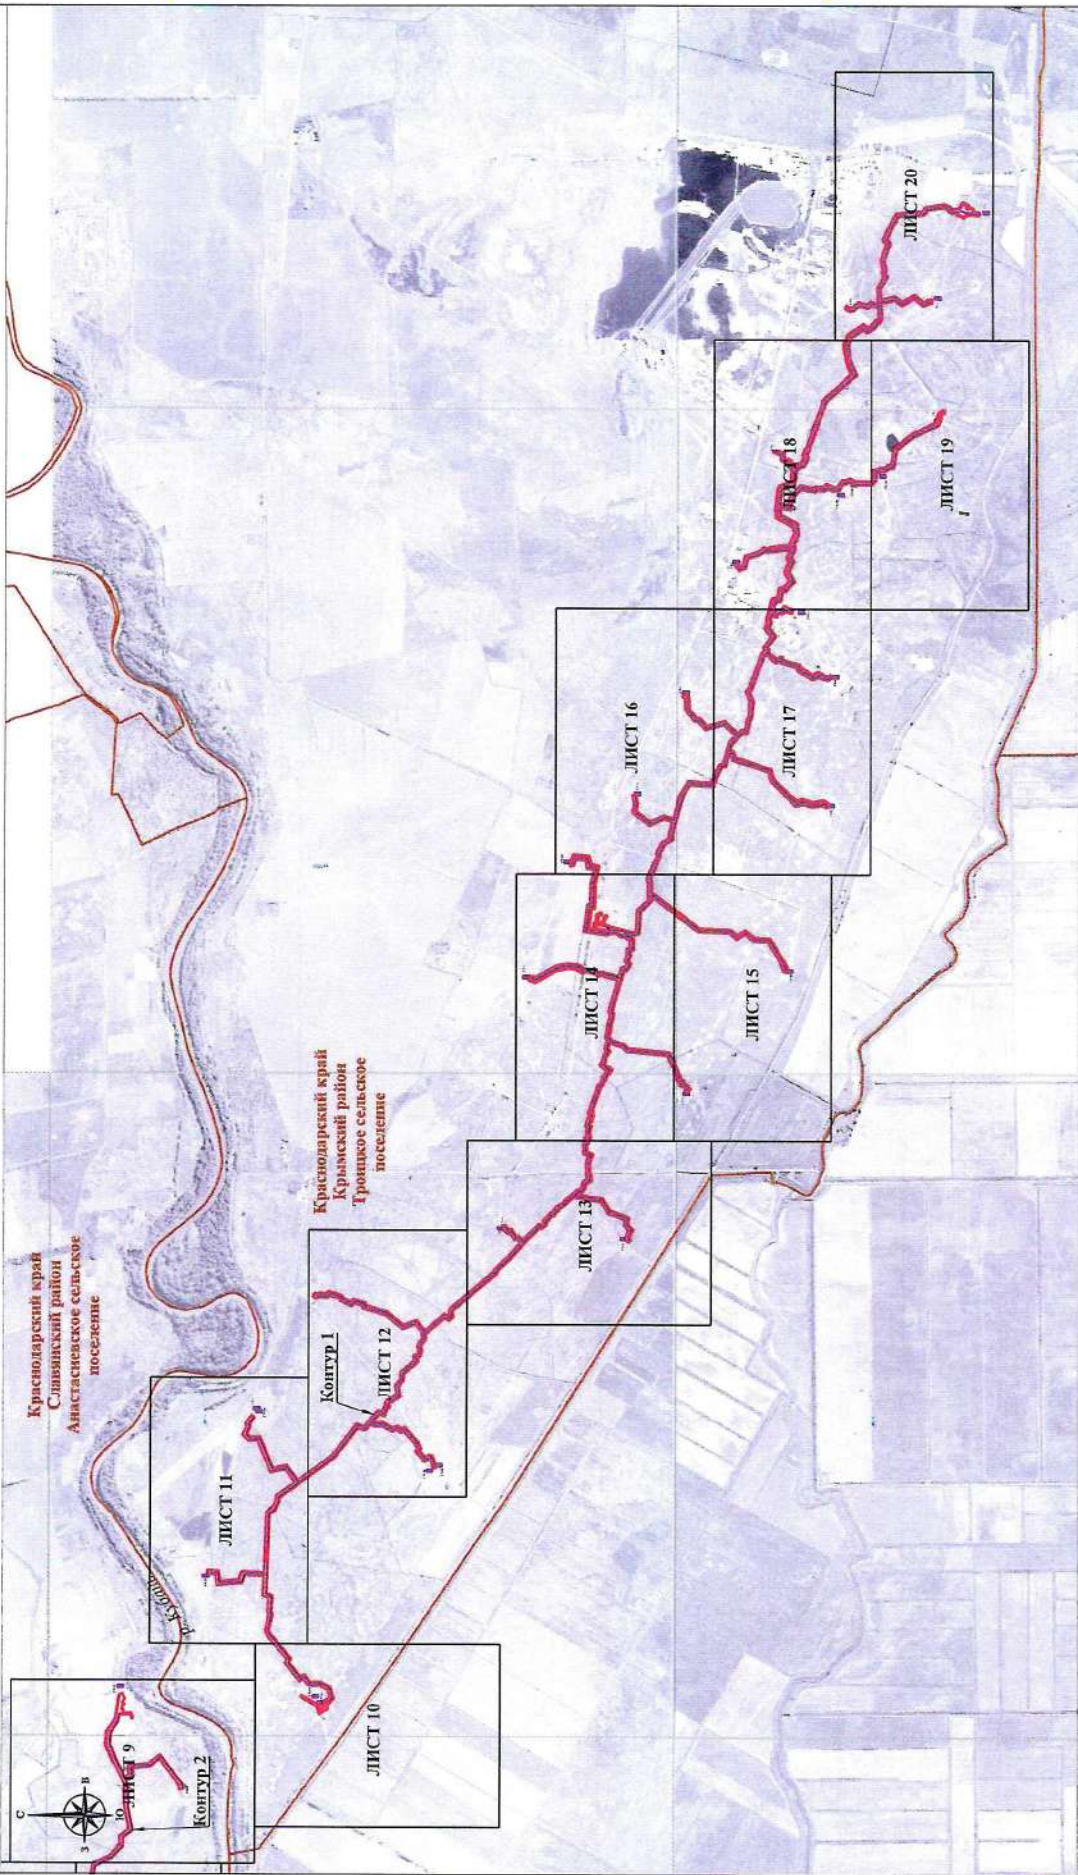 Краснодарский край
Славянский район
Анастасиевское сельское
поселение
Краснодарский край
Крымский район
Троицкое сельское
поселение
С
В
Ю
З
ЛИСТ 9
Контур 2
р. Кубань
ЛИСТ 10
ЛИСТ 11
Контур 1
ЛИСТ 12
ЛИСТ 13
ЛИСТ 14
ЛИСТ 15
ЛИСТ 16
ЛИСТ 17
ЛИСТ 18
ЛИСТ 19
ЛИСТ 20